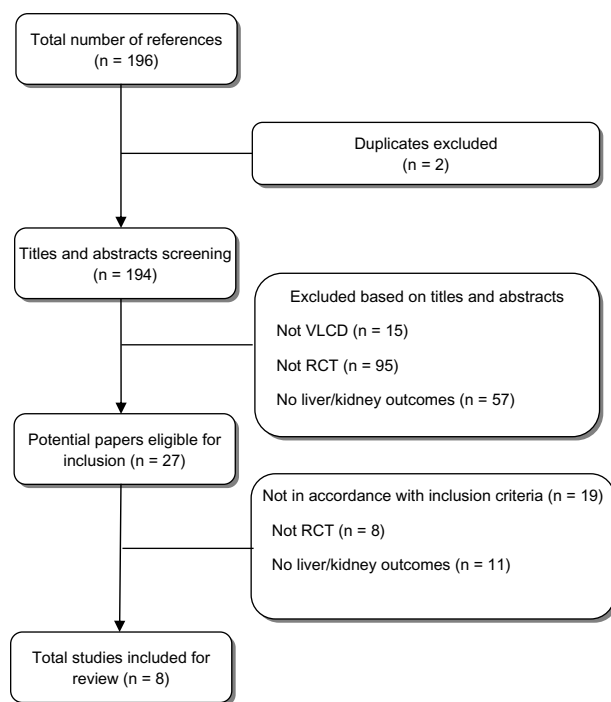 Total number of references
(n = 196)
Duplicates excluded
(n = 2)
Titles and abstracts screening
(n = 194)
Excluded based on titles and abstracts
Not VLCD (n = 15)
Not RCT (n = 95)
No liver/kidney outcomes (n = 57)
Potential papers eligible for
inclusion (n = 27)
Not in accordance with inclusion criteria (n = 19)
Not RCT (n = 8)
No liver/kidney outcomes (n = 11)
Total studies included for
review (n = 8)